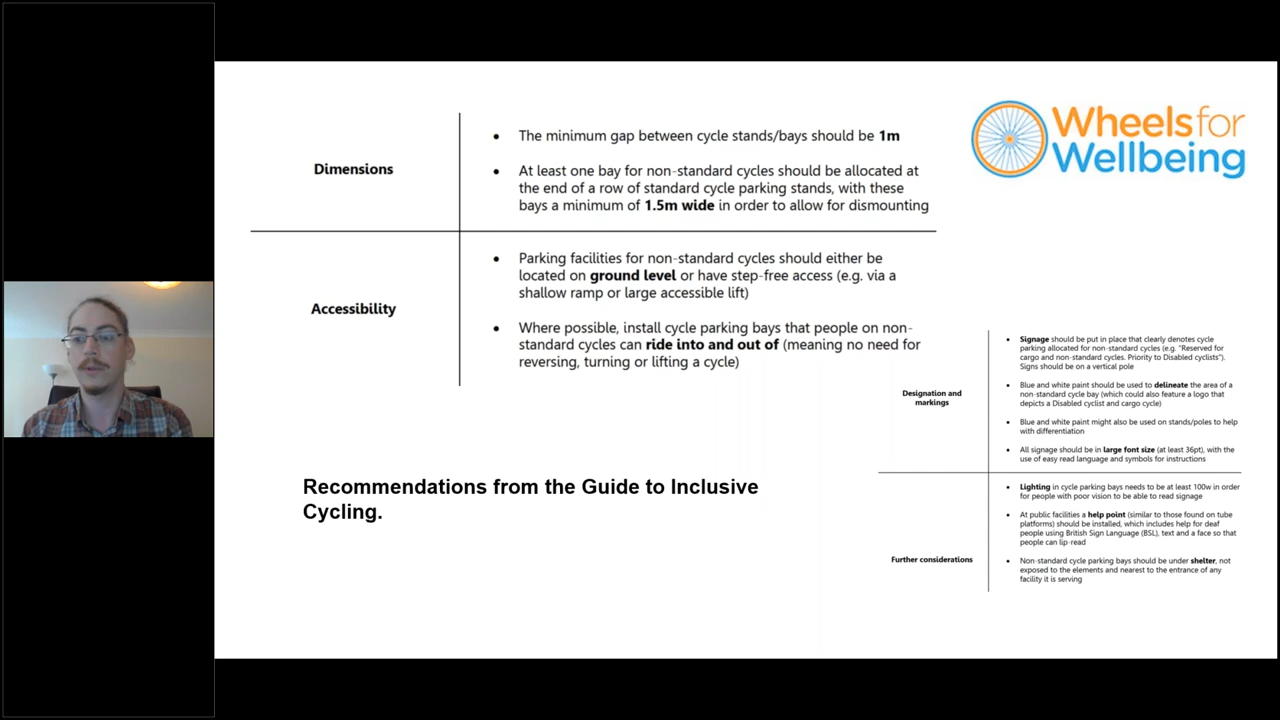 Dimensions
• The minimum gap between cycle stands/bays should be 1m
• At least one bay for non-standard cycles should be allocated at
the end of a row of standard cycle parking stands, with these
bays a minimum of 1.5m wide in order to allow for dismounting
Accessibility
• Parking facilities for non-standard cycles should either be
located on ground level or have step-free access (e.g. via a
shallow ramp or large accessible lift)
• Where possible, install cycle parking bays that people on non-
standard cycles can ride into and out of (meaning no need for
reversing, turning or lifting a cycle)
Wheels for
Wellbeing
Designation and
markings
• Signage should be put in place that clearly denotes cycle
parking allocated for non-standard cycles (e.g. "Reserved for
cargo and non-standard cycles. Priority to Disabled cyclists").
Signs should be on a vertical pole
• Blue and white paint should be used to delineate the area of a
non-standard cycle bay (which could also feature a logo that
depicts a Disabled cyclist and cargo cycle)
• Blue and white paint might also be used on stands/poles to help
with differentiation
• All signage should be in large font size (at least 36pt), with the
use of easy read language and symbols for instructions
Further considerations
• Lighting in cycle parking bays needs to be at least 100w in order
for people with poor vision to be able to read signage
• At public facilities a help point (similar to those found on tube
platforms) should be installed, which includes help for deaf
people using British Sign Language (BSL), text and a face so that
people can lip-read
• Non-standard cycle parking bays should be under shelter, not
exposed to the elements and nearest to the entrance of any
facility it is serving
Recommendations from the Guide to Inclusive
Cycling.